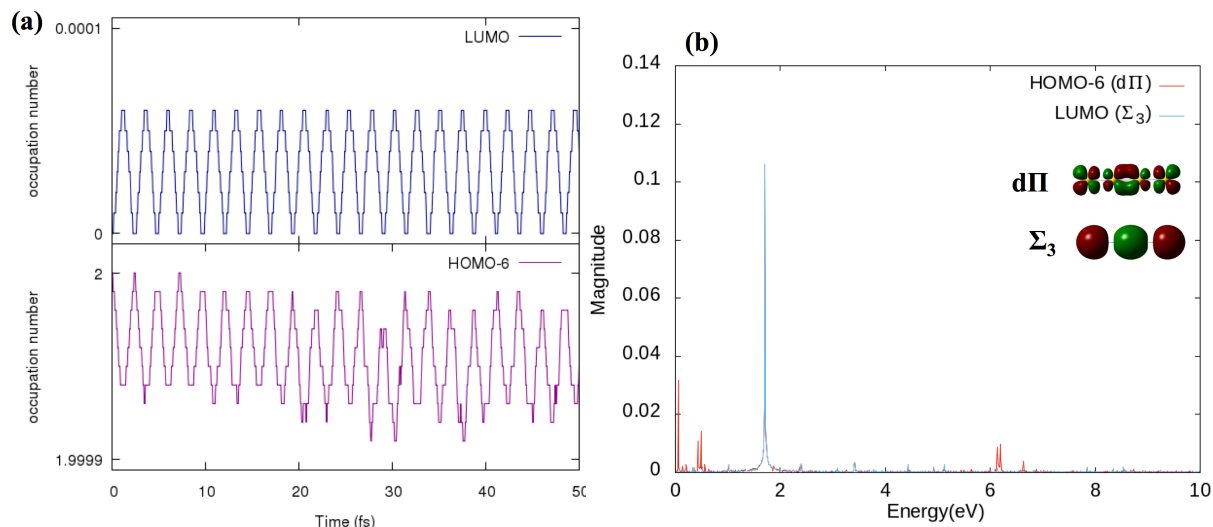 (a)
0.0001
LUMO
occupation number
0
2
HOMO-6
occupation number
1.9999
0 10 20 30 40 50
Time (fs)
(b)
0.14
HOMO-6 (dΠ)
LUMO (Σ3)
0.12
0.1
dΠ
0.08
Σ3
Magnitude
0.06
0.04
0.02
0
0 2 4 6 8 10
Energy(eV)